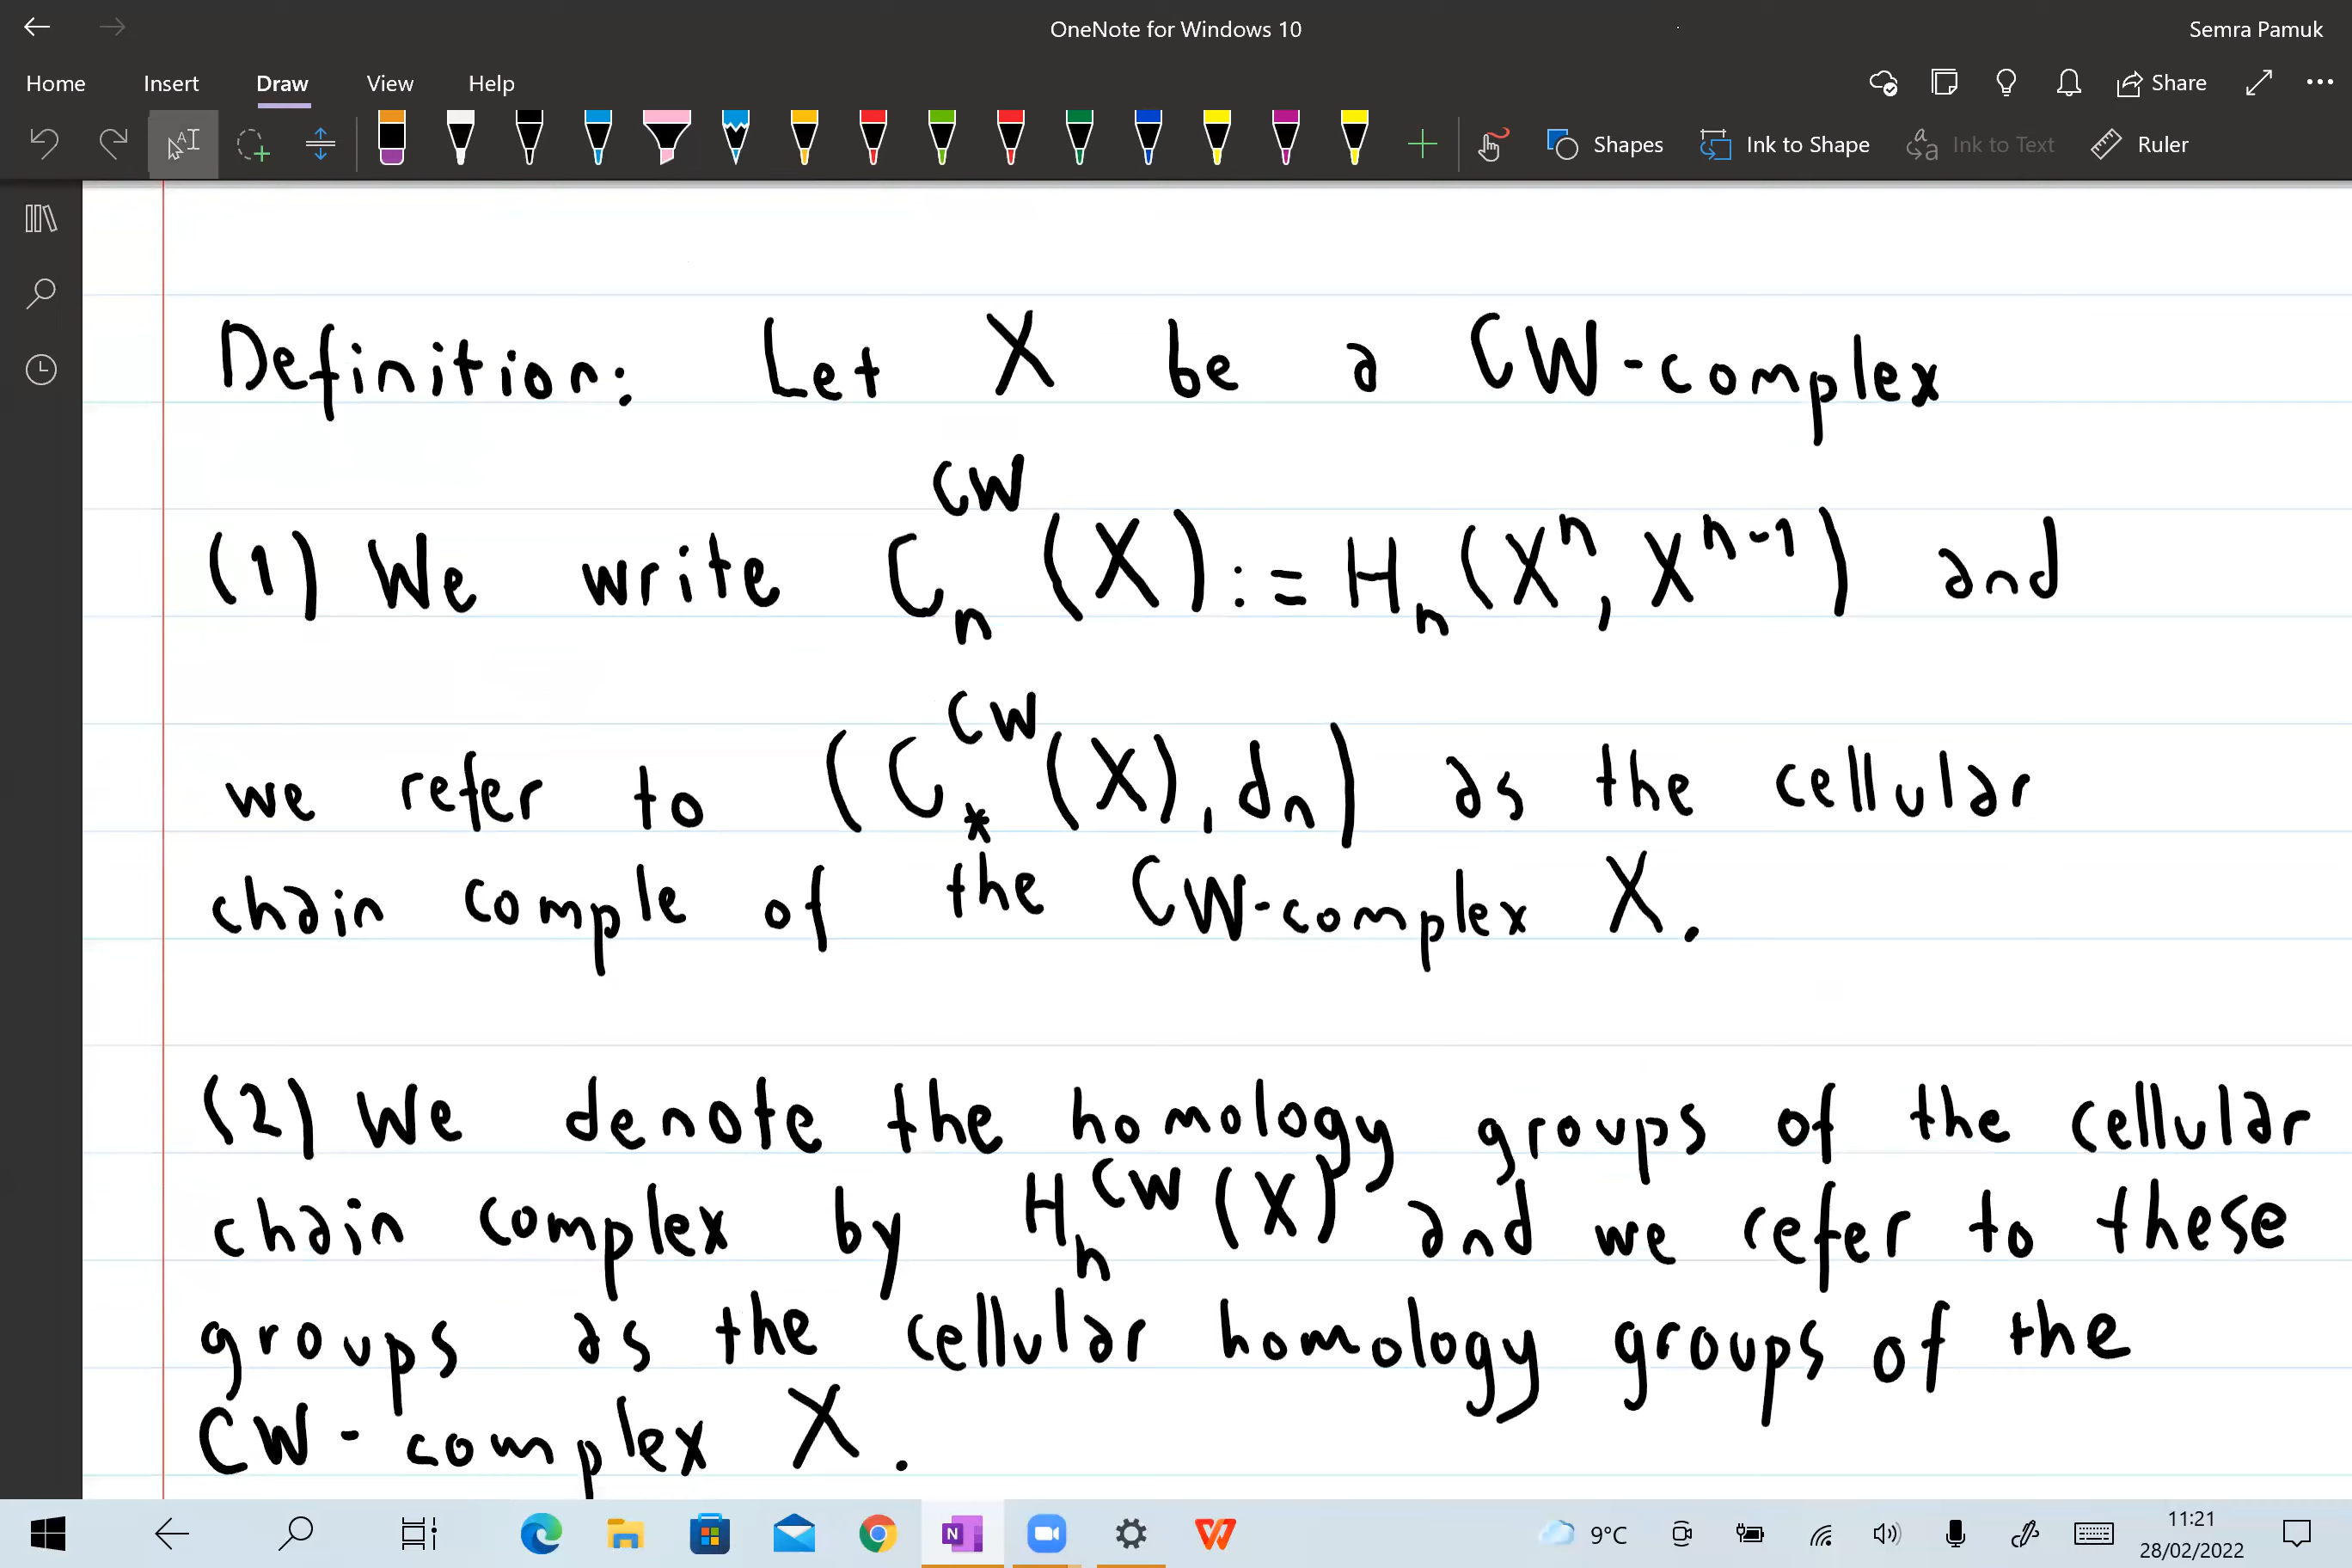 OneNote for Windows 10
Semra Pamuk
Home Insert Draw View Help
Share
Shapes Ink to Shape Ink to Text Ruler
Definition: Let X be a CW-complex
(1) We write C_n^{CW}(X) := H_n(X^n, X^{n-1}) and
we refer to (C_*^{CW}(X), d_n) as the cellular
chain comple of the CW-complex X.
(2) We denote the homology groups of the cellular
chain complex by H_n^{CW}(X) and we refer to these
groups as the cellular homology groups of the
CW-complex X.
9°C
11:21
28/02/2022